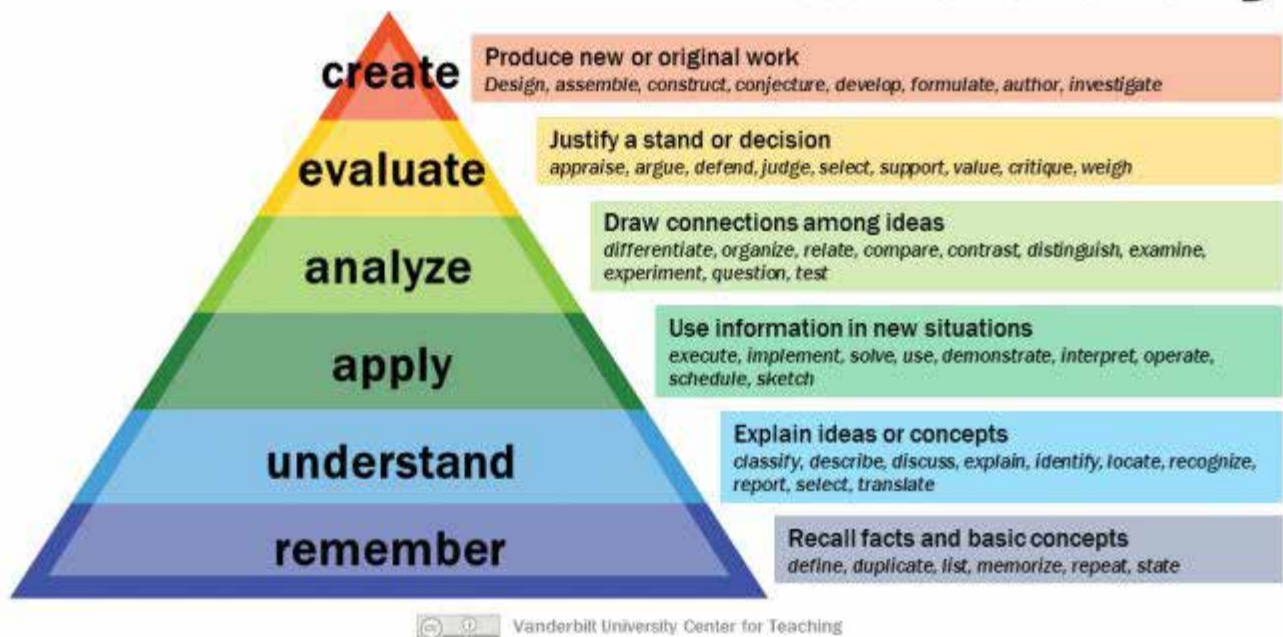 create
Produce new or original work
Design, assemble, construct, conjecture, develop, formulate, author, investigate
evaluate
Justify a stand or decision
appraise, argue, defend, judge, select, support, value, critique, weigh
analyze
Draw connections among ideas
differentiate, organize, relate, compare, contrast, distinguish, examine,
experiment, question, test
apply
Use information in new situations
execute, implement, solve, use, demonstrate, interpret, operate,
schedule, sketch
understand
Explain ideas or concepts
classify, describe, discuss, explain, identify, locate, recognize,
report, select, translate
remember
Recall facts and basic concepts
define, duplicate, list, memorize, repeat, state
cc Vanderbilt University Center for Teaching